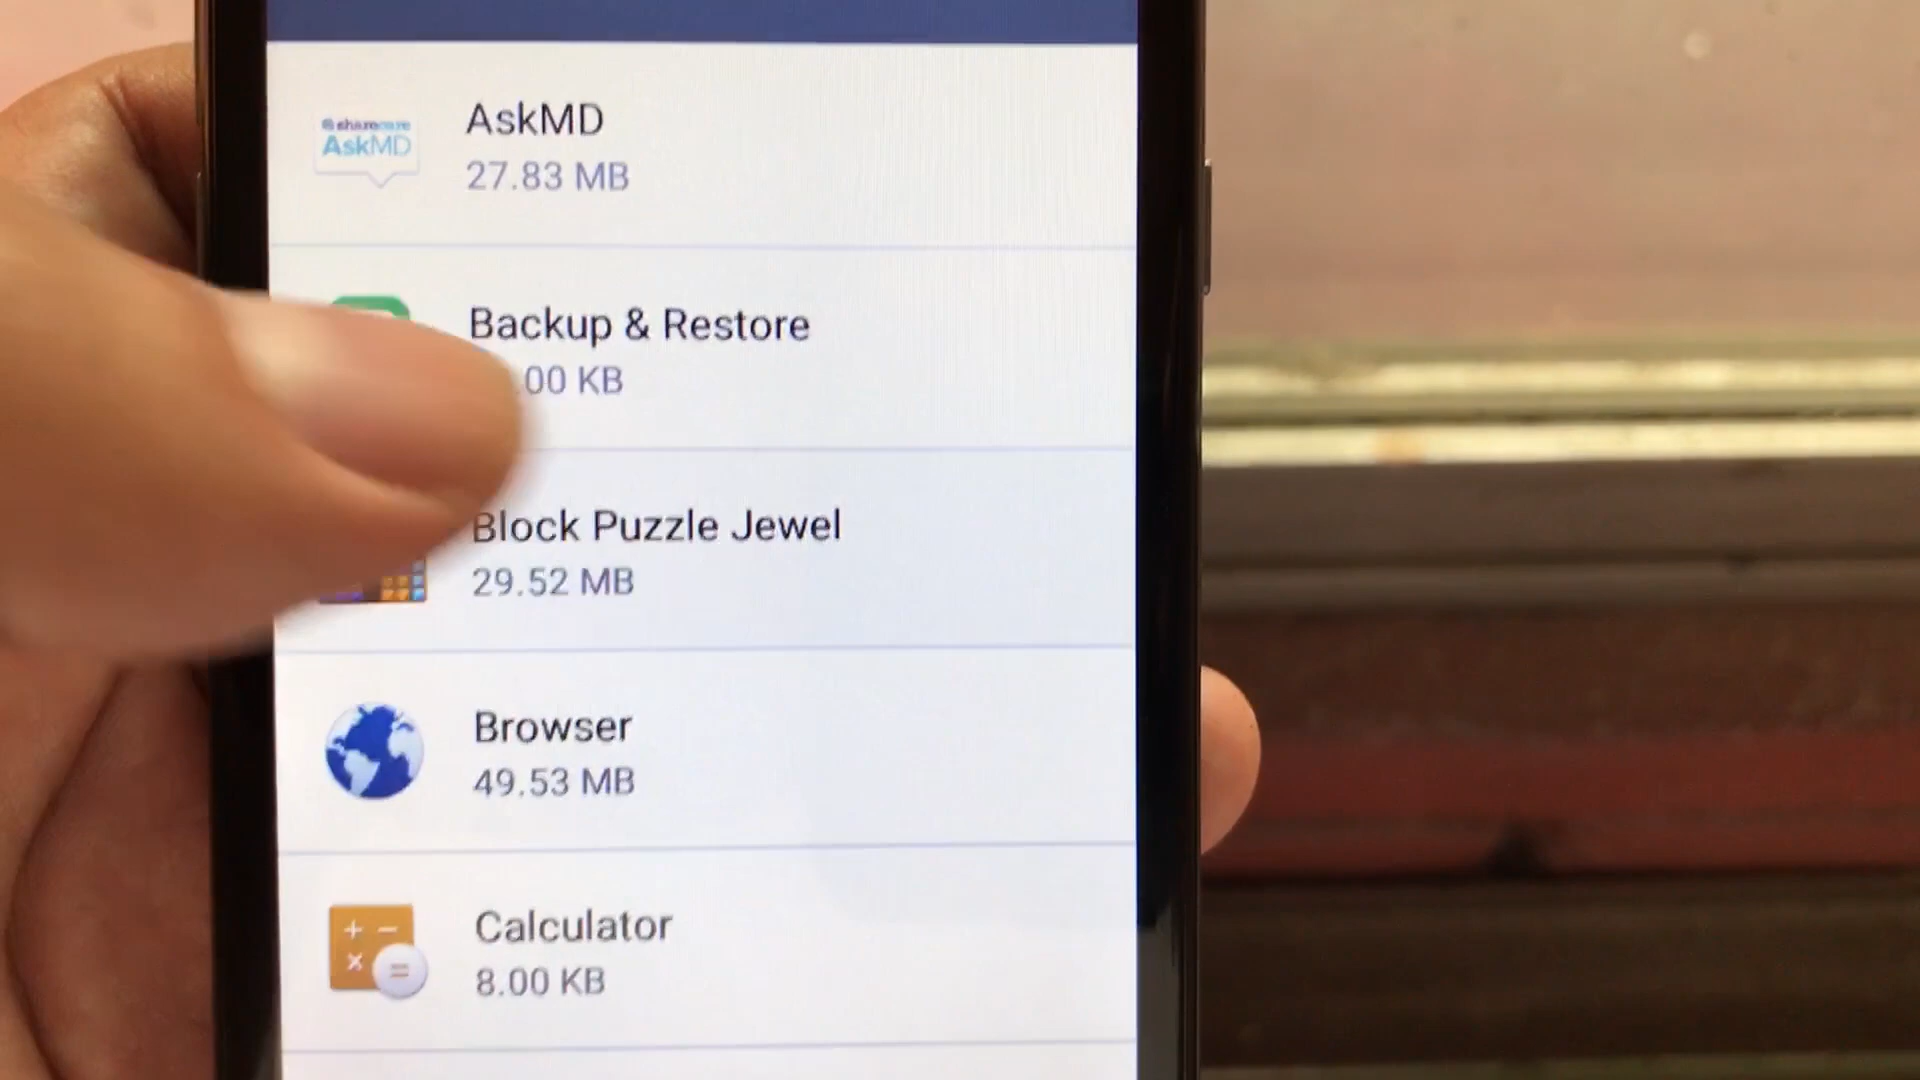 sharecare
AskMD
AskMD
27.83 MB
Backup & Restore
.00 KB
Block Puzzle Jewel
29.52 MB
Browser
49.53 MB
Calculator
8.00 KB